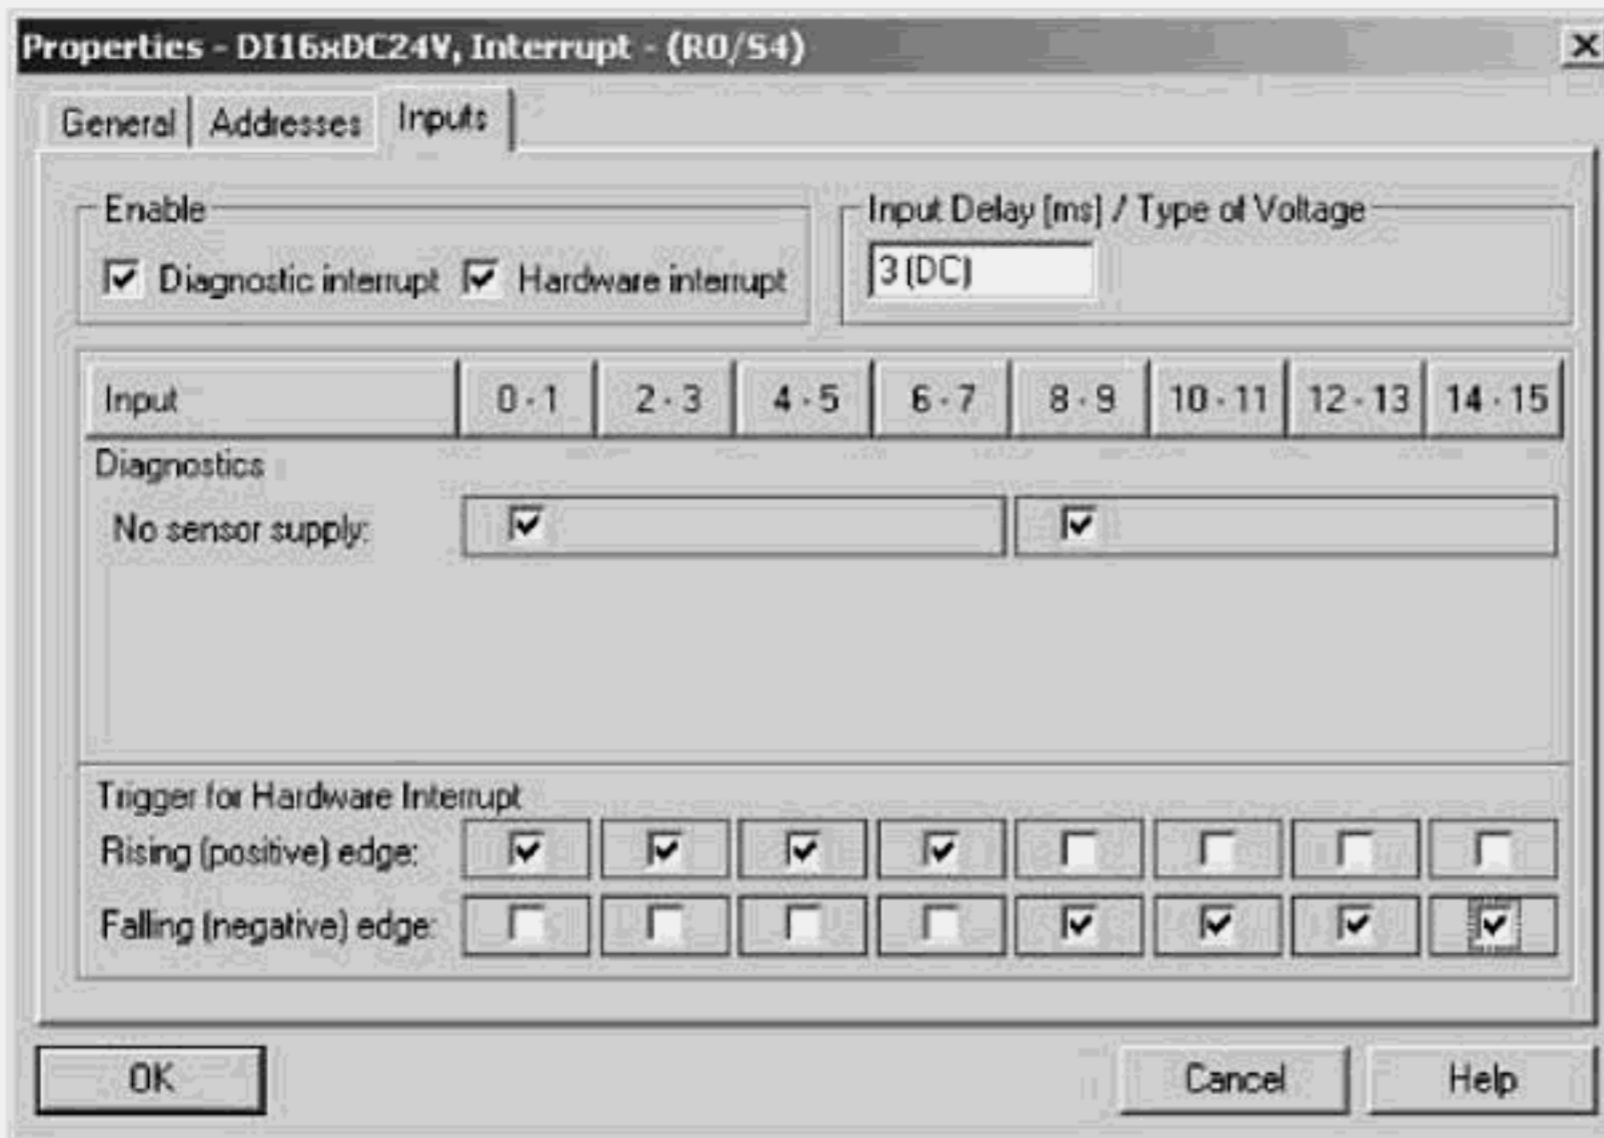 Properties - DI16xDC24V, Interrupt - (R0/S4)
General Addresses Inputs
Enable Input Delay [ms] / Type of Voltage
Diagnostic interrupt Hardware interrupt 3 (DC)
Input 0 - 1 2 - 3 4 - 5 6 - 7 8 - 9 10 - 11 12 - 13 14 - 15
Diagnostics
No sensor supply:
Trigger for Hardware Interrupt
Rising (positive) edge:
Falling (negative) edge:
OK Cancel Help